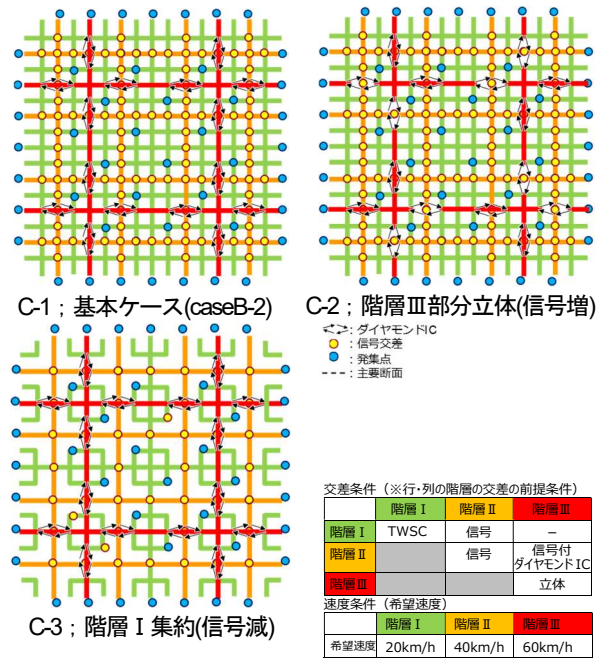 C-1；基本ケース(caseB-2)
C-2；階層Ⅲ部分立体(信号増)
：ダイヤモンドIC
：信号交差
：発集点
：主要断面
C-3；階層Ⅰ集約(信号減)
交差条件（※行・列の階層の交差の前提条件）
階層Ⅰ 階層Ⅱ 階層Ⅲ
階層Ⅰ TWSC 信号 －
階層Ⅱ 信号 信号付
ダイヤモンドIC
階層Ⅲ 立体
速度条件（希望速度）
階層Ⅰ 階層Ⅱ 階層Ⅲ
希望速度 20km/h 40km/h 60km/h